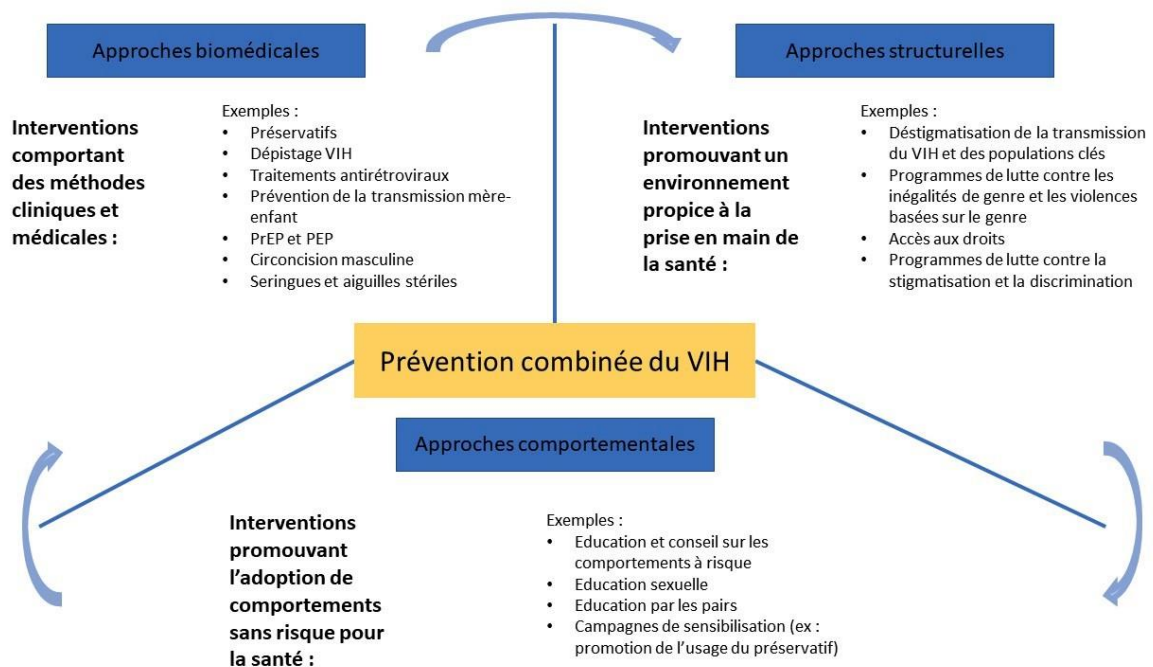 Approches biomédicales
Interventions
comportant
des méthodes
cliniques et
médicales :
Exemples :
• Préservatifs
• Dépistage VIH
• Traitements antirétroviraux
• Prévention de la transmission mère-
enfant
• PrEP et PEP
• Circoncision masculine
• Seringues et aiguilles stériles
Approches structurelles
Interventions
promouvant un
environnement
propice à la
prise en main de
la santé :
Exemples :
• Déstigmatisation de la transmission
du VIH et des populations clés
• Programmes de lutte contre les
inégalités de genre et les violences
basées sur le genre
• Accès aux droits
• Programmes de lutte contre la
stigmatisation et la discrimination
Prévention combinée du VIH
Approches comportementales
Interventions
promouvant
l’adoption de
comportements
sans risque pour
la santé :
Exemples :
• Education et conseil sur les
comportements à risque
• Education sexuelle
• Education par les pairs
• Campagnes de sensibilisation (ex :
promotion de l’usage du préservatif)